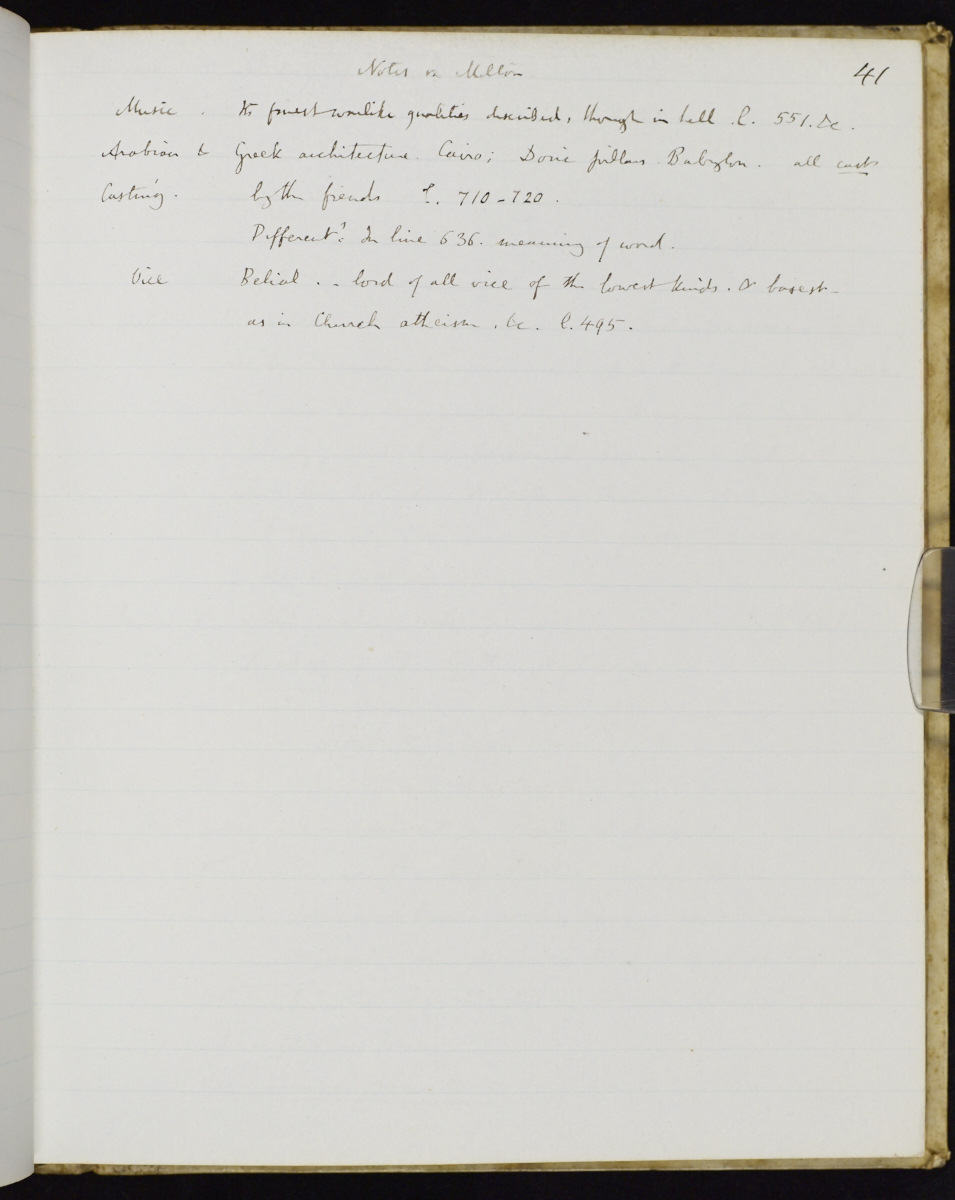 Notes on Milton
41
Music . Its finest warlike qualities described, though in hell . l. 551. &c .
Arabian & Greek architecture. Cairo; Doric pillars. Babylon. all cast
Casting. by the fiends l. 710-720 .
Different: In line 636. meaning of word.
Vice Belial . - lord of all vice of the lowest kinds. & basest-
as in Church atheism . &c. l. 495.